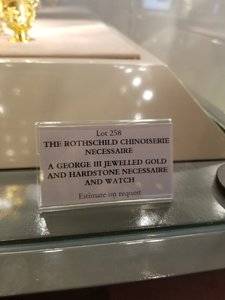 Lot 258
THE ROTHSCHILD CHINOISERIE
NECESSAIRE
A GEORGE III JEWELLED GOLD
AND HARDSTONE NECESSAIRE
AND WATCH
Estimate on request